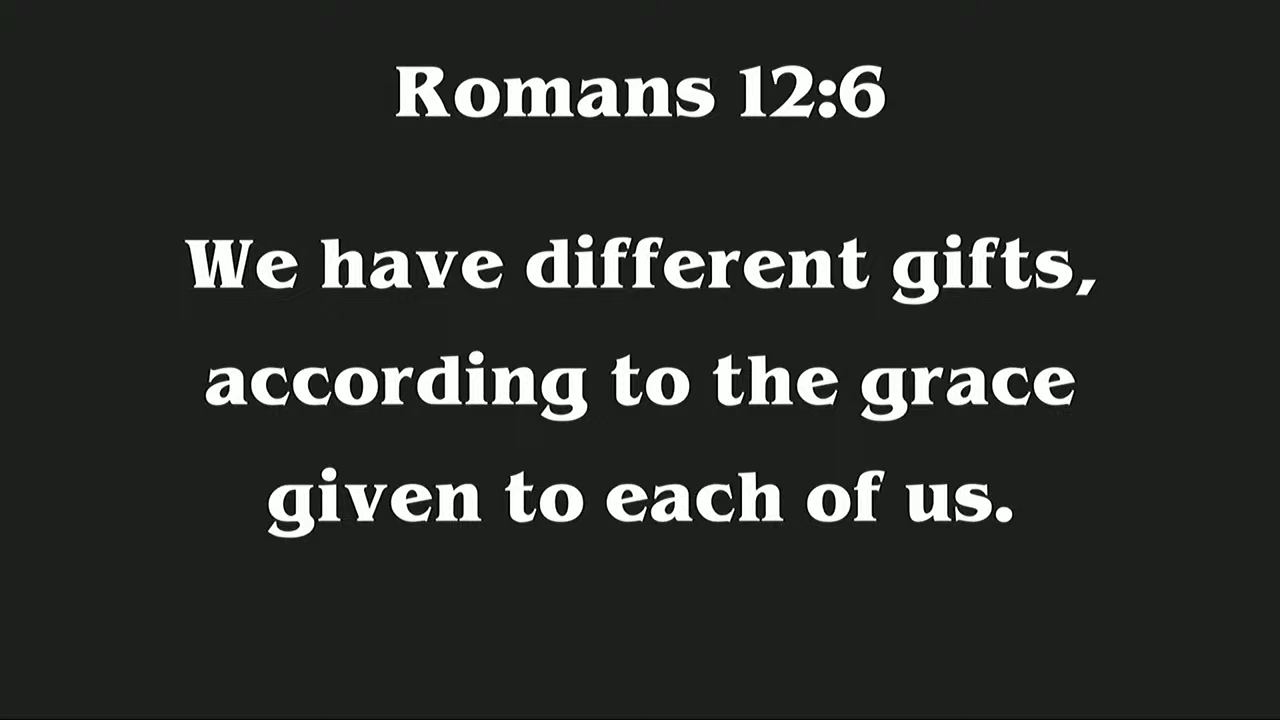 Romans 12:6
We have different gifts,
according to the grace
given to each of us.